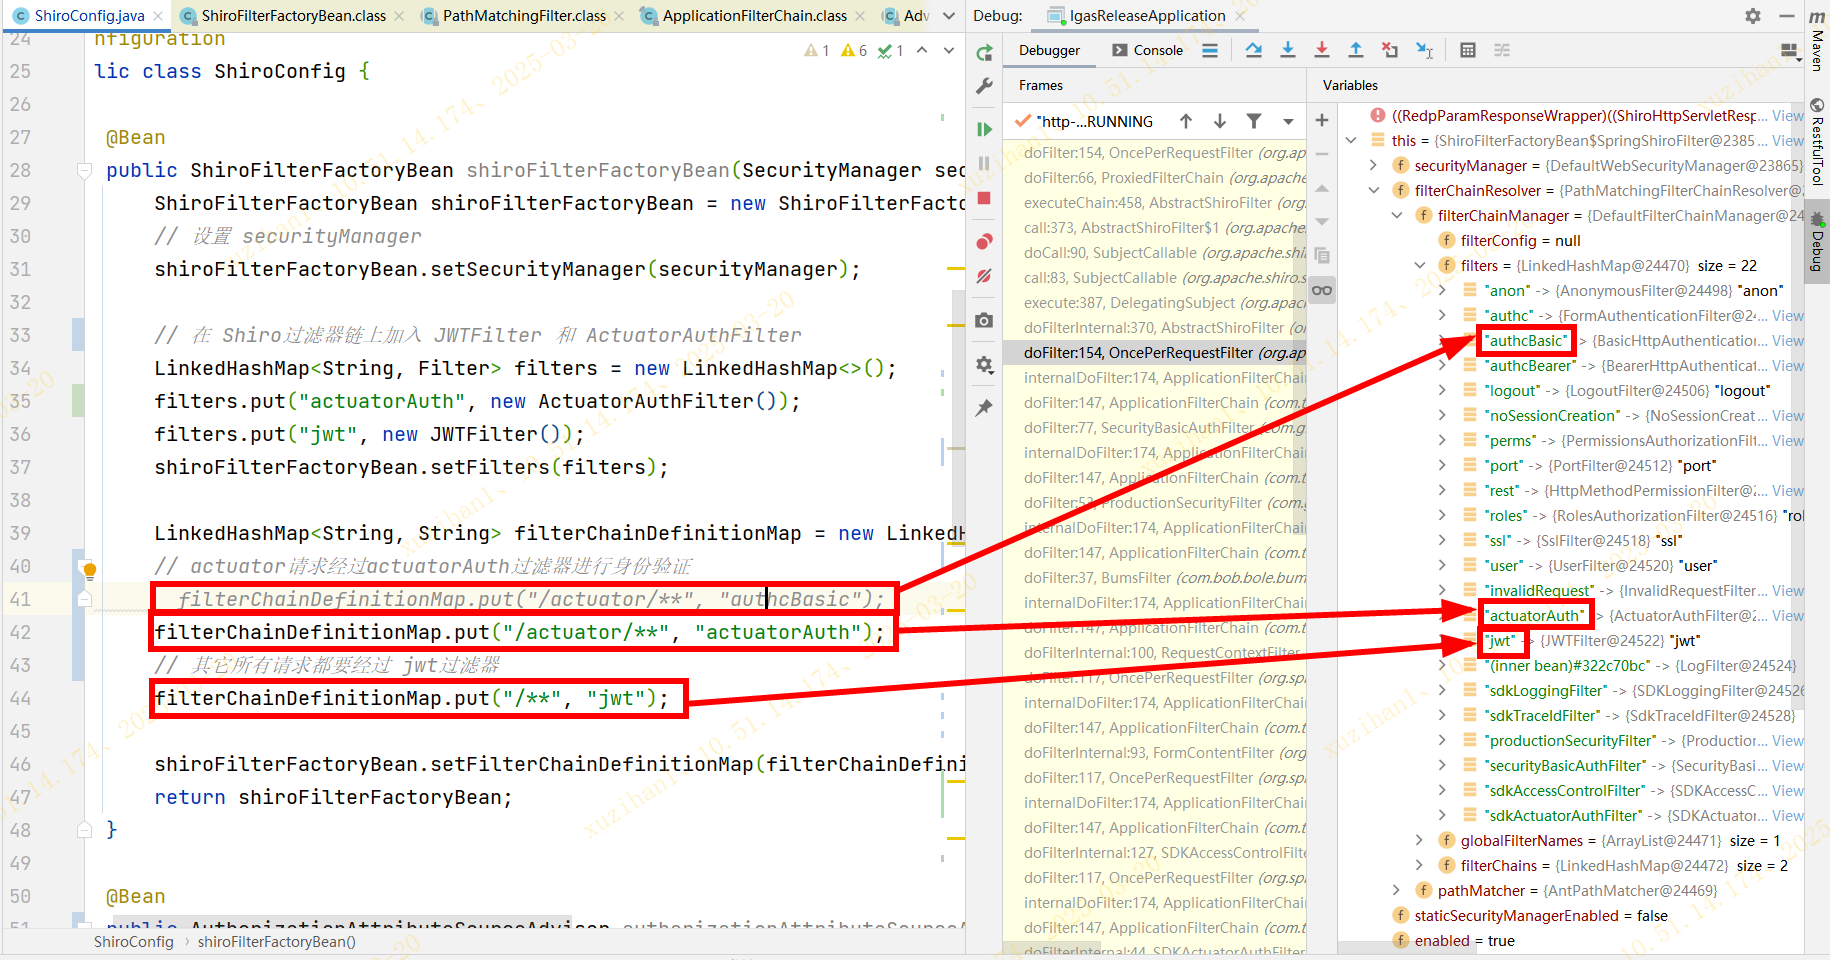 ShiroConfig.java
ShiroFilterFactoryBean.class
PathMatchingFilter.class
ApplicationFilterChain.class
Adv
Debug:
IgasReleaseApplication
24 nfiguration
25 lic class ShiroConfig {
1 6 1
26
27 @Bean
28 public ShiroFilterFactoryBean shiroFilterFactoryBean(SecurityManager sec
29 ShiroFilterFactoryBean shiroFilterFactoryBean = new ShiroFilterFacto
30 // 设置 securityManager
31 shiroFilterFactoryBean.setSecurityManager(securityManager);
32
33 // 在 Shiro过滤器链上加入 JWTFilter 和 ActuatorAuthFilter
34 LinkedHashMap<String, Filter> filters = new LinkedHashMap<>();
35 filters.put("actuatorAuth", new ActuatorAuthFilter());
36 filters.put("jwt", new JWTFilter());
37 shiroFilterFactoryBean.setFilters(filters);
38
39 LinkedHashMap<String, String> filterChainDefinitionMap = new LinkedH
40 // actuator请求经过actuatorAuth过滤器进行身份验证
41 filterChainDefinitionMap.put("/actuator/**", "authcBasic");
42 filterChainDefinitionMap.put("/actuator/**", "actuatorAuth");
43 // 其它所有请求都要经过 jwt过滤器
44 filterChainDefinitionMap.put("/**", "jwt");
45
46 shiroFilterFactoryBean.setFilterChainDefinitionMap(filterChainDefini
47 return shiroFilterFactoryBean;
48 }
49
50 @Bean
51 public AuthorizationAttributeSourceAdvisor authorizationAttributeSourceA
ShiroConfig › shiroFilterFactoryBean()
Debugger
Console
Frames
"http-...RUNNING
doFilter:154, OncePerRequestFilter (org.ap
doFilter:66, ProxiedFilterChain (org.apache
executeChain:458, AbstractShiroFilter (org.
call:373, AbstractShiroFilter$1 (org.apache.
doCall:90, SubjectCallable (org.apache.shi
call:83, SubjectCallable (org.apache.shiro.s
execute:387, DelegatingSubject (org.apac
doFilterInternal:370, AbstractShiroFilter (or
doFilter:154, OncePerRequestFilter (org.ap
internalDoFilter:174, ApplicationFilterChain
doFilter:147, ApplicationFilterChain (com.t
doFilter:77, SecurityBasicAuthFilter (com.g
internalDoFilter:174, ApplicationFilterChain
doFilter:147, ApplicationFilterChain (com.t
doFilter:53, ProductionSecurityFilter (com.g
internalDoFilter:174, ApplicationFilterChain
doFilter:147, ApplicationFilterChain (com.t
doFilter:37, BumsFilter (com.bob.bole.bum
internalDoFilter:174, ApplicationFilterChain
doFilter:147, ApplicationFilterChain (com.t
doFilterInternal:100, RequestContextFilter
doFilter:117, OncePerRequestFilter (org.sp
internalDoFilter:174, ApplicationFilterChain
doFilter:147, ApplicationFilterChain (com.t
doFilterInternal:93, FormContentFilter (org
doFilter:117, OncePerRequestFilter (org.sp
internalDoFilter:174, ApplicationFilterChain
doFilter:147, ApplicationFilterChain (com.t
doFilterInternal:127, SDKAccessControlFilte
doFilter:117, OncePerRequestFilter (org.sp
internalDoFilter:174, ApplicationFilterChain
doFilter:147, ApplicationFilterChain (com.t
doFilterInternal:44, SDKActuatorAuthFilter
Variables
((RedpParamResponseWrapper)((ShiroHttpServletResp... View
this = {ShiroFilterFactoryBean$SpringShiroFilter@2385... View
securityManager = {DefaultWebSecurityManager@23865}
filterChainResolver = {PathMatchingFilterChainResolver@2
filterChainManager = {DefaultFilterChainManager@24
filterConfig = null
filters = {LinkedHashMap@24470} size = 22
"anon" -> {AnonymousFilter@24498} "anon"
"authc" -> {FormAuthenticationFilter@24... View
"authcBasic" -> {BasicHttpAuthentication... View
"authcBearer" -> {BearerHttpAuthenticat... View
"logout" -> {LogoutFilter@24506} "logout"
"noSessionCreation" -> {NoSessionCreat... View
"perms" -> {PermissionsAuthorizationFilt... View
"port" -> {PortFilter@24512} "port"
"rest" -> {HttpMethodPermissionFilter@2... View
"roles" -> {RolesAuthorizationFilter@24516} "rol
"ssl" -> {SslFilter@24518} "ssl"
"user" -> {UserFilter@24520} "user"
"invalidRequest" -> {InvalidRequestFilter... View
"actuatorAuth" -> {ActuatorAuthFilter@2... View
"jwt" -> {JWTFilter@24522} "jwt"
"(inner bean)#322c70bc" -> {LogFilter@24524}
"sdkLoggingFilter" -> {SDKLoggingFilter@24526
"sdkTraceIdFilter" -> {SdkTraceIdFilter@24528}
"productionSecurityFilter" -> {Production... View
"securityBasicAuthFilter" -> {SecurityBasi... View
"sdkAccessControlFilter" -> {SDKAccessC... View
"sdkActuatorAuthFilter" -> {SDKActuator... View
globalFilterNames = {ArrayList@24471} size = 1
filterChains = {LinkedHashMap@24472} size = 2
pathMatcher = {AntPathMatcher@24469}
staticSecurityManagerEnabled = false
enabled = true
Maven
RestfulTool
Debug